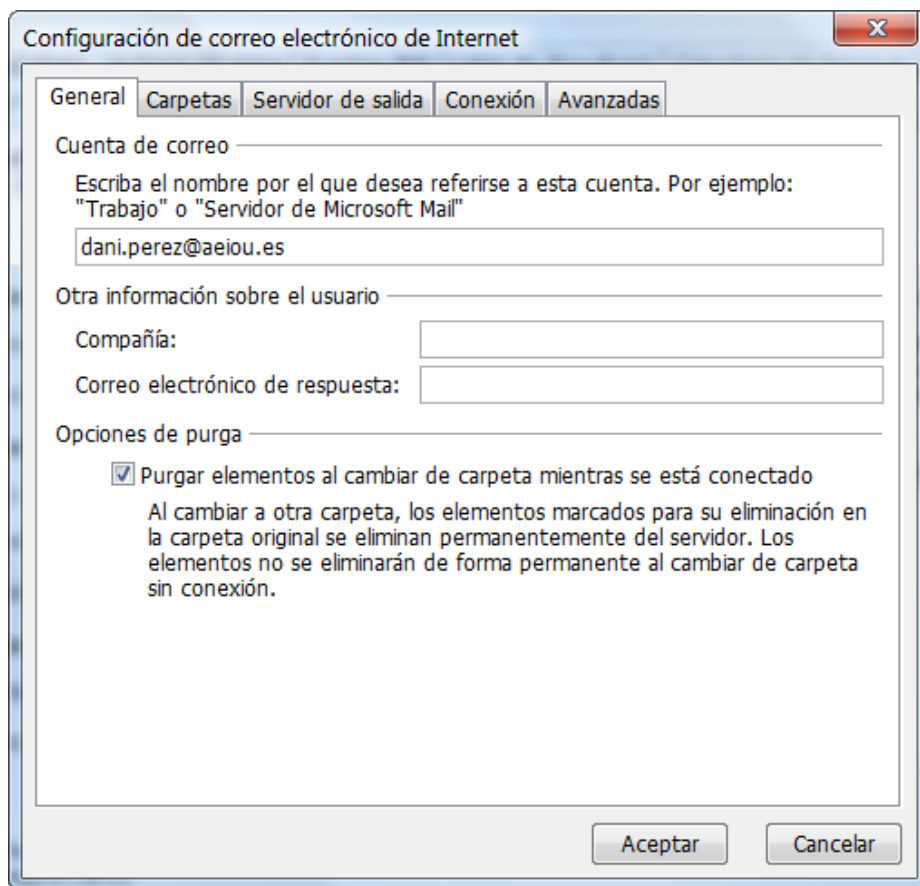 Configuración de correo electrónico de Internet
General Carpetas Servidor de salida Conexión Avanzadas
Cuenta de correo
Escriba el nombre por el que desea referirse a esta cuenta. Por ejemplo:
"Trabajo" o "Servidor de Microsoft Mail"
dani.perez@aeiou.es
Otra información sobre el usuario
Compañía:
Correo electrónico de respuesta:
Opciones de purga
Purgar elementos al cambiar de carpeta mientras se está conectado
Al cambiar a otra carpeta, los elementos marcados para su eliminación en
la carpeta original se eliminan permanentemente del servidor. Los
elementos no se eliminarán de forma permanente al cambiar de carpeta
sin conexión.
Aceptar Cancelar